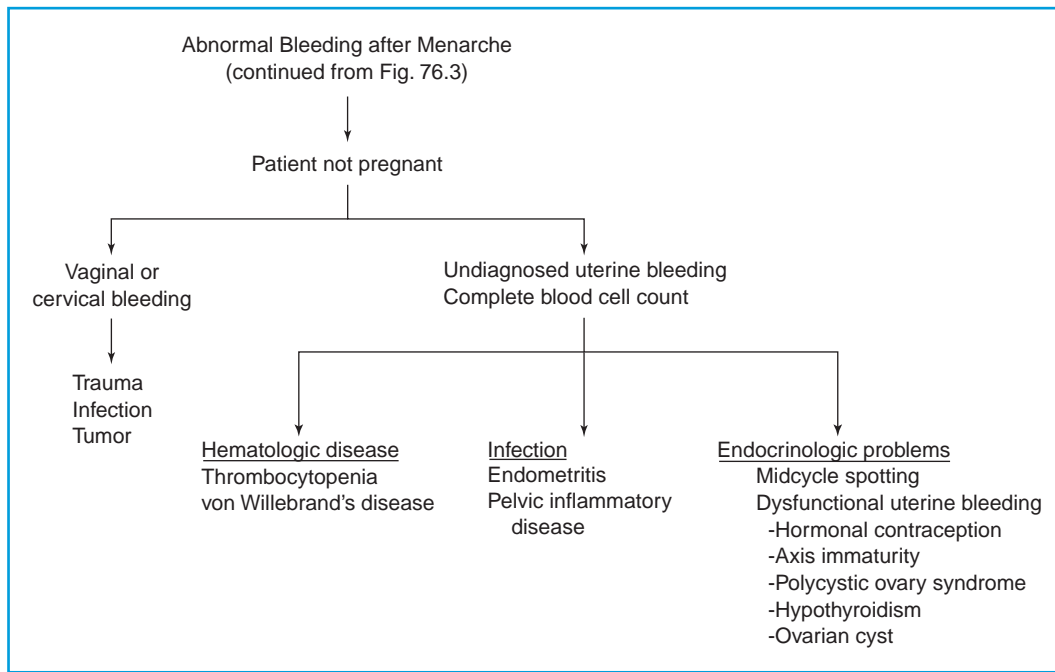 Abnormal Bleeding after Menarche
(continued from Fig. 76.3)
Patient not pregnant
Vaginal or
cervical bleeding
Undiagnosed uterine bleeding
Complete blood cell count
Trauma
Infection
Tumor
Hematologic disease
Thrombocytopenia
von Willebrand's disease
Infection
Endometritis
Pelvic inflammatory
disease
Endocrinologic problems
Midcycle spotting
Dysfunctional uterine bleeding
-Hormonal contraception
-Axis immaturity
-Polycystic ovary syndrome
-Hypothyroidism
-Ovarian cyst